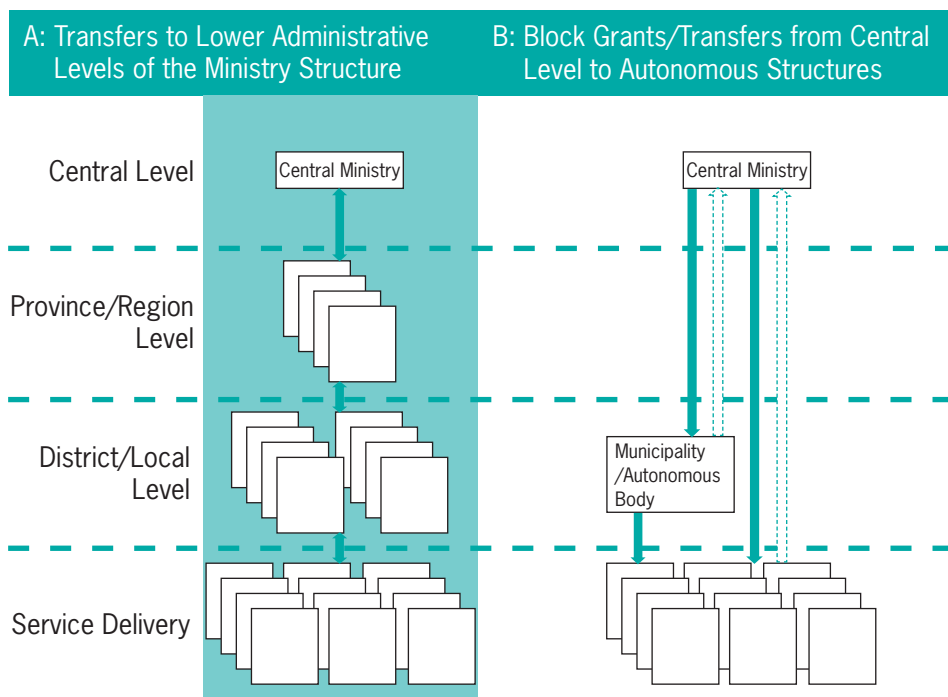 A: Transfers to Lower Administrative
Levels of the Ministry Structure
B: Block Grants/Transfers from Central
Level to Autonomous Structures
Central Level
Central Ministry
Central Ministry
Province/Region
Level
District/Local
Level
Municipality
/Autonomous
Body
Service Delivery